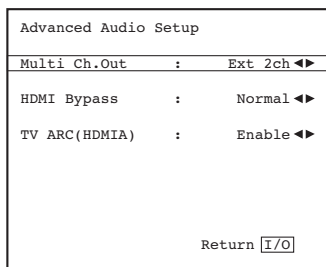 Advanced Audio Setup
Multi Ch.Out : Ext 2ch ◄►
HDMI Bypass : Normal ◄►
TV ARC(HDMIA) : Enable ◄►
Return I/O